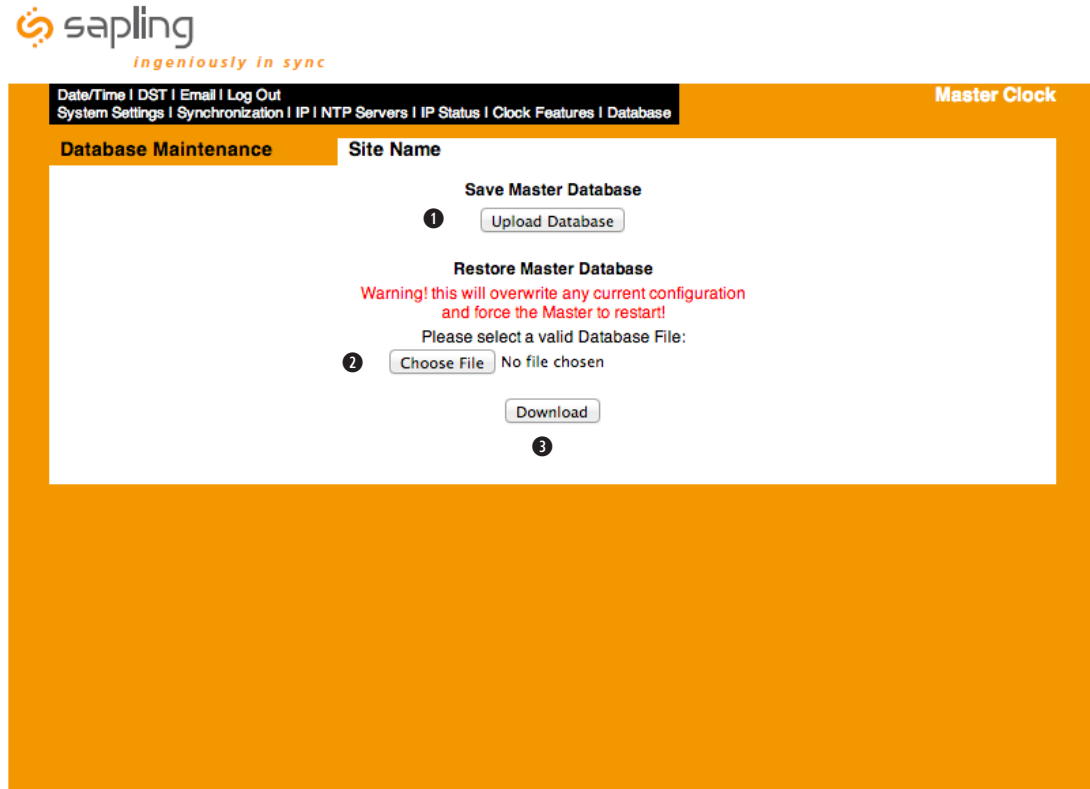 sapling
ingeniously in sync
Date/Time I DST I Email I Log Out
System Settings I Synchronization I IP I NTP Servers I IP Status I Clock Features I Database
Master Clock
Database Maintenance
Site Name
Save Master Database
❶ Upload Database
Restore Master Database
Warning! this will overwrite any current configuration
and force the Master to restart!
Please select a valid Database File:
❷ Choose File No file chosen
Download
❸